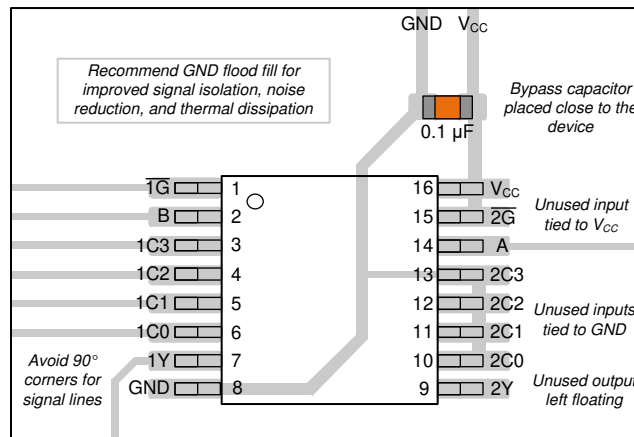 GND VCC
Recommend GND flood fill for
improved signal isolation, noise
reduction, and thermal dissipation
0.1 µF
Bypass capacitor
placed close to the
device
1G 1 16 VCC
B 2 15 2G
Unused input
tied to VCC
1C3 3 14 A
1C2 4 13 2C3
1C1 5 12 2C2
1C0 6 11 2C1
Unused inputs
tied to GND
1Y 7 10 2C0
GND 8 9 2Y
Avoid 90°
corners for
signal lines
Unused output
left floating